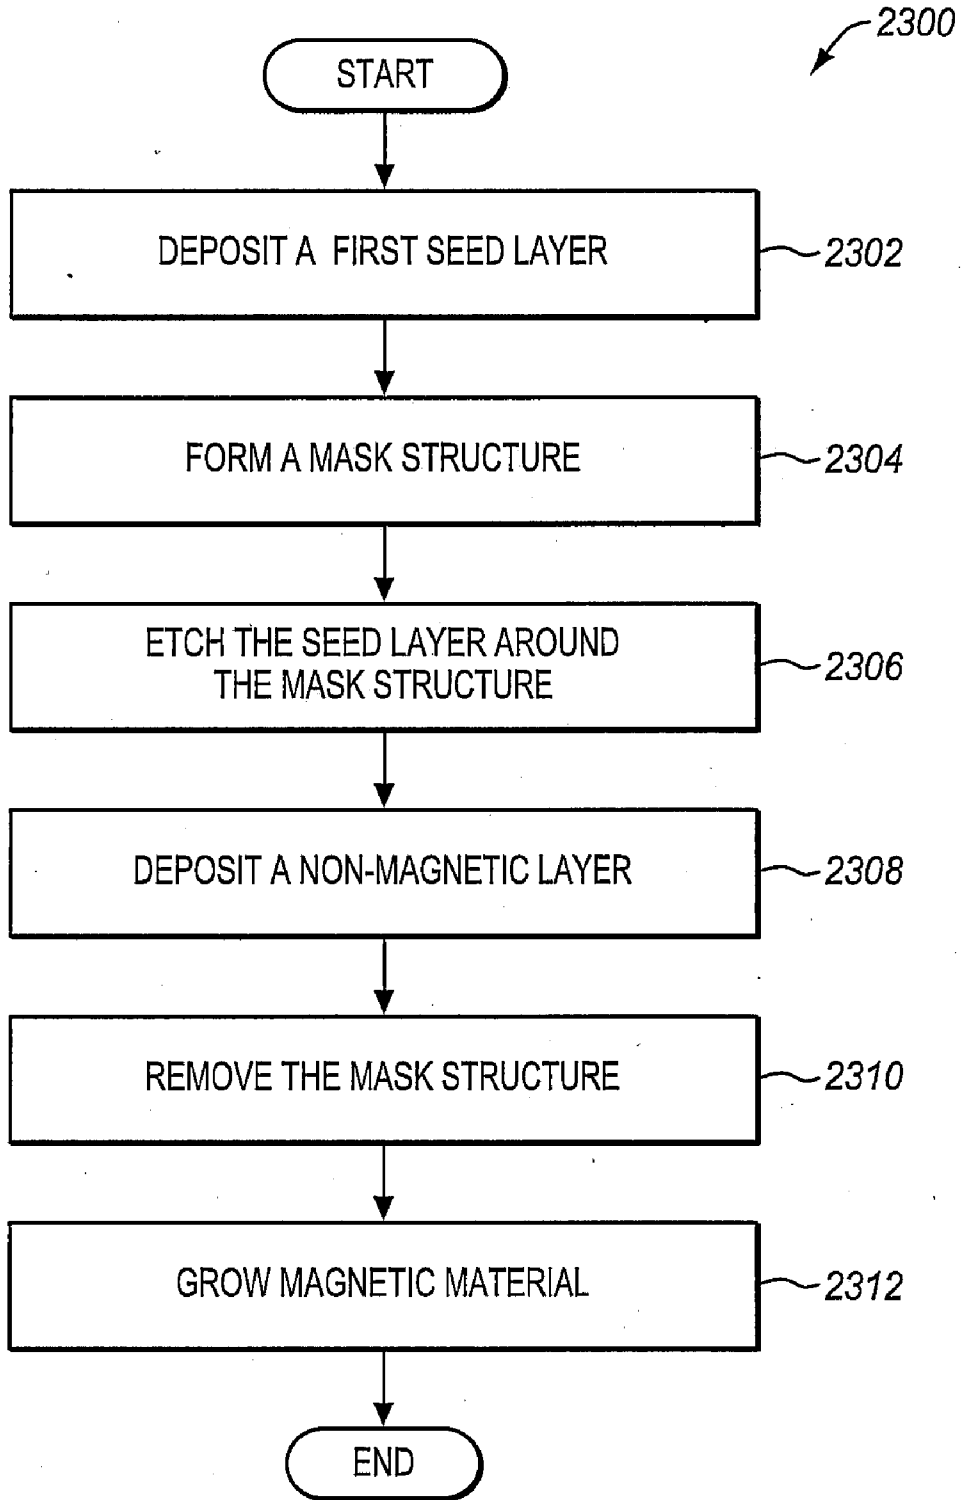 2300
START
DEPOSIT A FIRST SEED LAYER
2302
FORM A MASK STRUCTURE
2304
ETCH THE SEED LAYER AROUND
THE MASK STRUCTURE
2306
DEPOSIT A NON-MAGNETIC LAYER
2308
REMOVE THE MASK STRUCTURE
2310
GROW MAGNETIC MATERIAL
2312
END